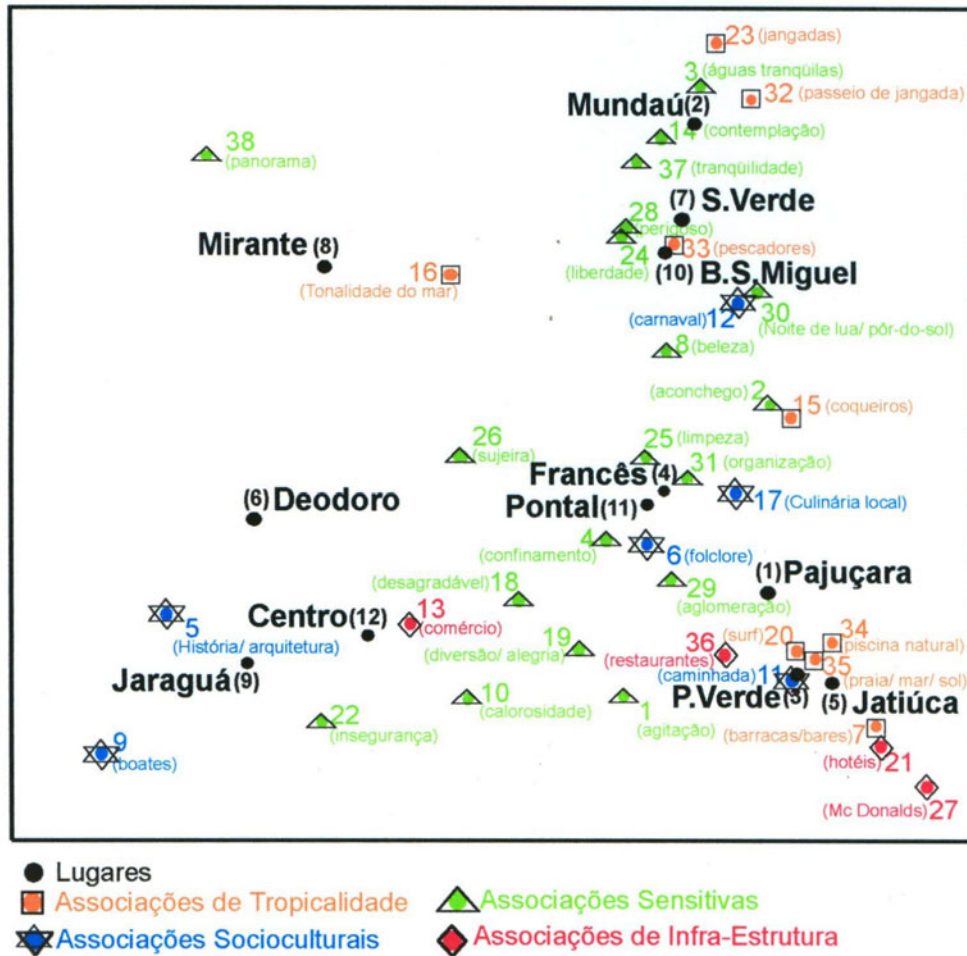 23 (jangadas)
3 (águas tranqüilas)
32 (passeio de jangada)
Mundaú (2)
14 (contemplação)
38
(panorama)
37 (tranqüilidade)
(7) S.Verde
28
(perigoso)
Mirante (8)
33 (pescadores)
24
(liberdade)
16
(Tonalidade do mar)
(10) B.S.Miguel
30
(Noite de lua/ pôr-do-sol)
(carnaval) 12
8 (beleza)
(aconchego) 2
15 (coqueiros)
26
(sujeira)
25 (limpeza)
31 (organização)
Francês (4)
17 (Culinária local)
(6) Deodoro
Pontal (11)
4
(confinamento)
6 (folclore)
(1) Pajuçara
29
(aglomeração)
(desagradável) 18
13
(comércio)
Centro (12)
5
(História/ arquitetura)
19
(diversão/ alegria)
36
(restaurantes)
(surf) 20
34
(piscina natural)
35
(praia/ mar/ sol)
(caminhada) 11
Jaraguá (9)
P.Verde (3)
(5) Jatiúca
10
(calorosidade)
1
(agitação)
22
(insegurança)
(barracas/bares) 7
9
(boates)
(hotéis) 21
(Mc Donalds) 27
Lugares
Associações de Tropicalidade
Associações Sensitivas
Associações Socioculturais
Associações de Infra-Estrutura